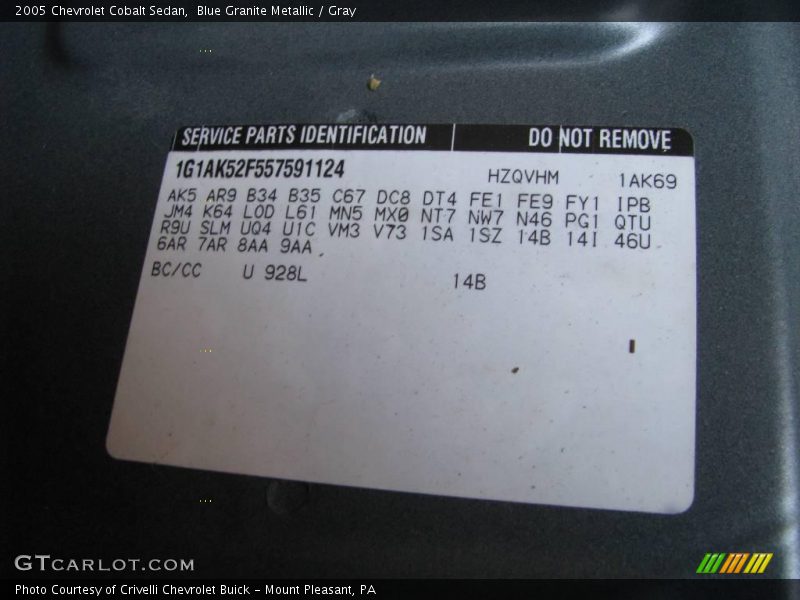 2005 Chevrolet Cobalt Sedan,  Blue Granite Metallic / Gray
SERVICE PARTS IDENTIFICATION DO NOT REMOVE
1G1AK52F557591124 HZQVHM 1AK69
AK5 AR9 B34 B35 C67 DC8 DT4 FE1 FE9 FY1 IPB
JM4 K64 LOD L61 MN5 MX0 NT7 NW7 N46 PG1 QTU
R9U SLM UQ4 U1C VM3 V73 1SA 1SZ 14B 14I 46U
6AR 7AR 8AA 9AA
BC/CC U 928L 14B
GTCARLOT.COM
Photo Courtesy of Crivelli Chevrolet Buick - Mount Pleasant, PA